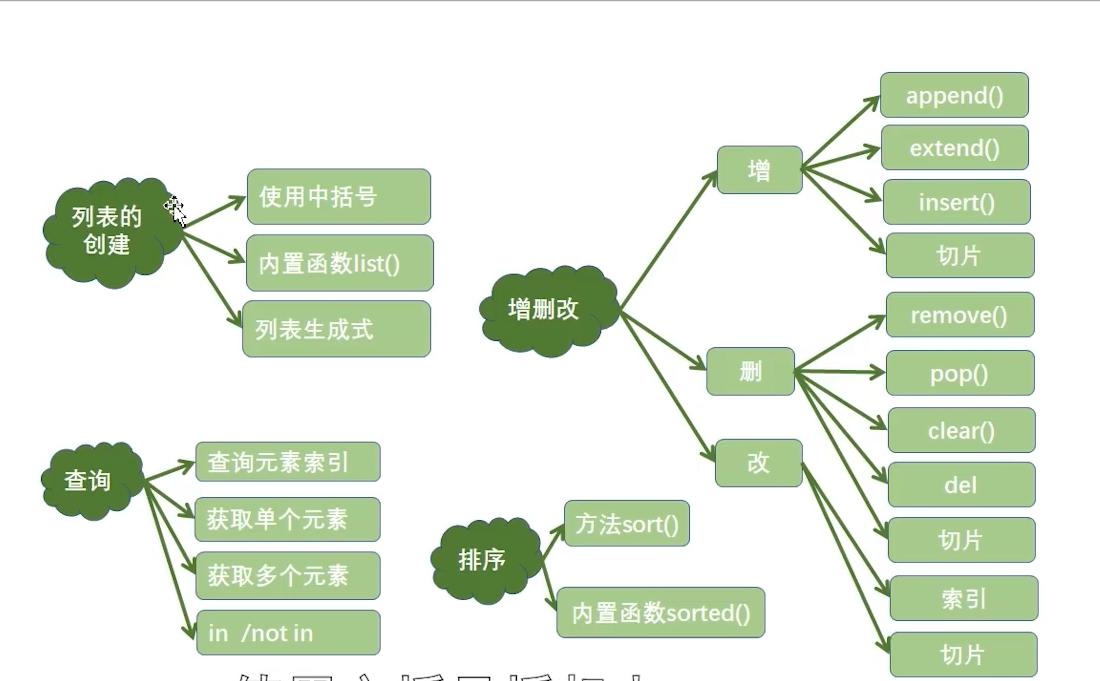 列表的
创建
使用中括号
内置函数list()
列表生成式
查询
查询元素索引
获取单个元素
获取多个元素
in /not in
增删改
增
append()
extend()
insert()
切片
删
remove()
pop()
clear()
del
切片
改
索引
切片
排序
方法sort()
内置函数sorted()